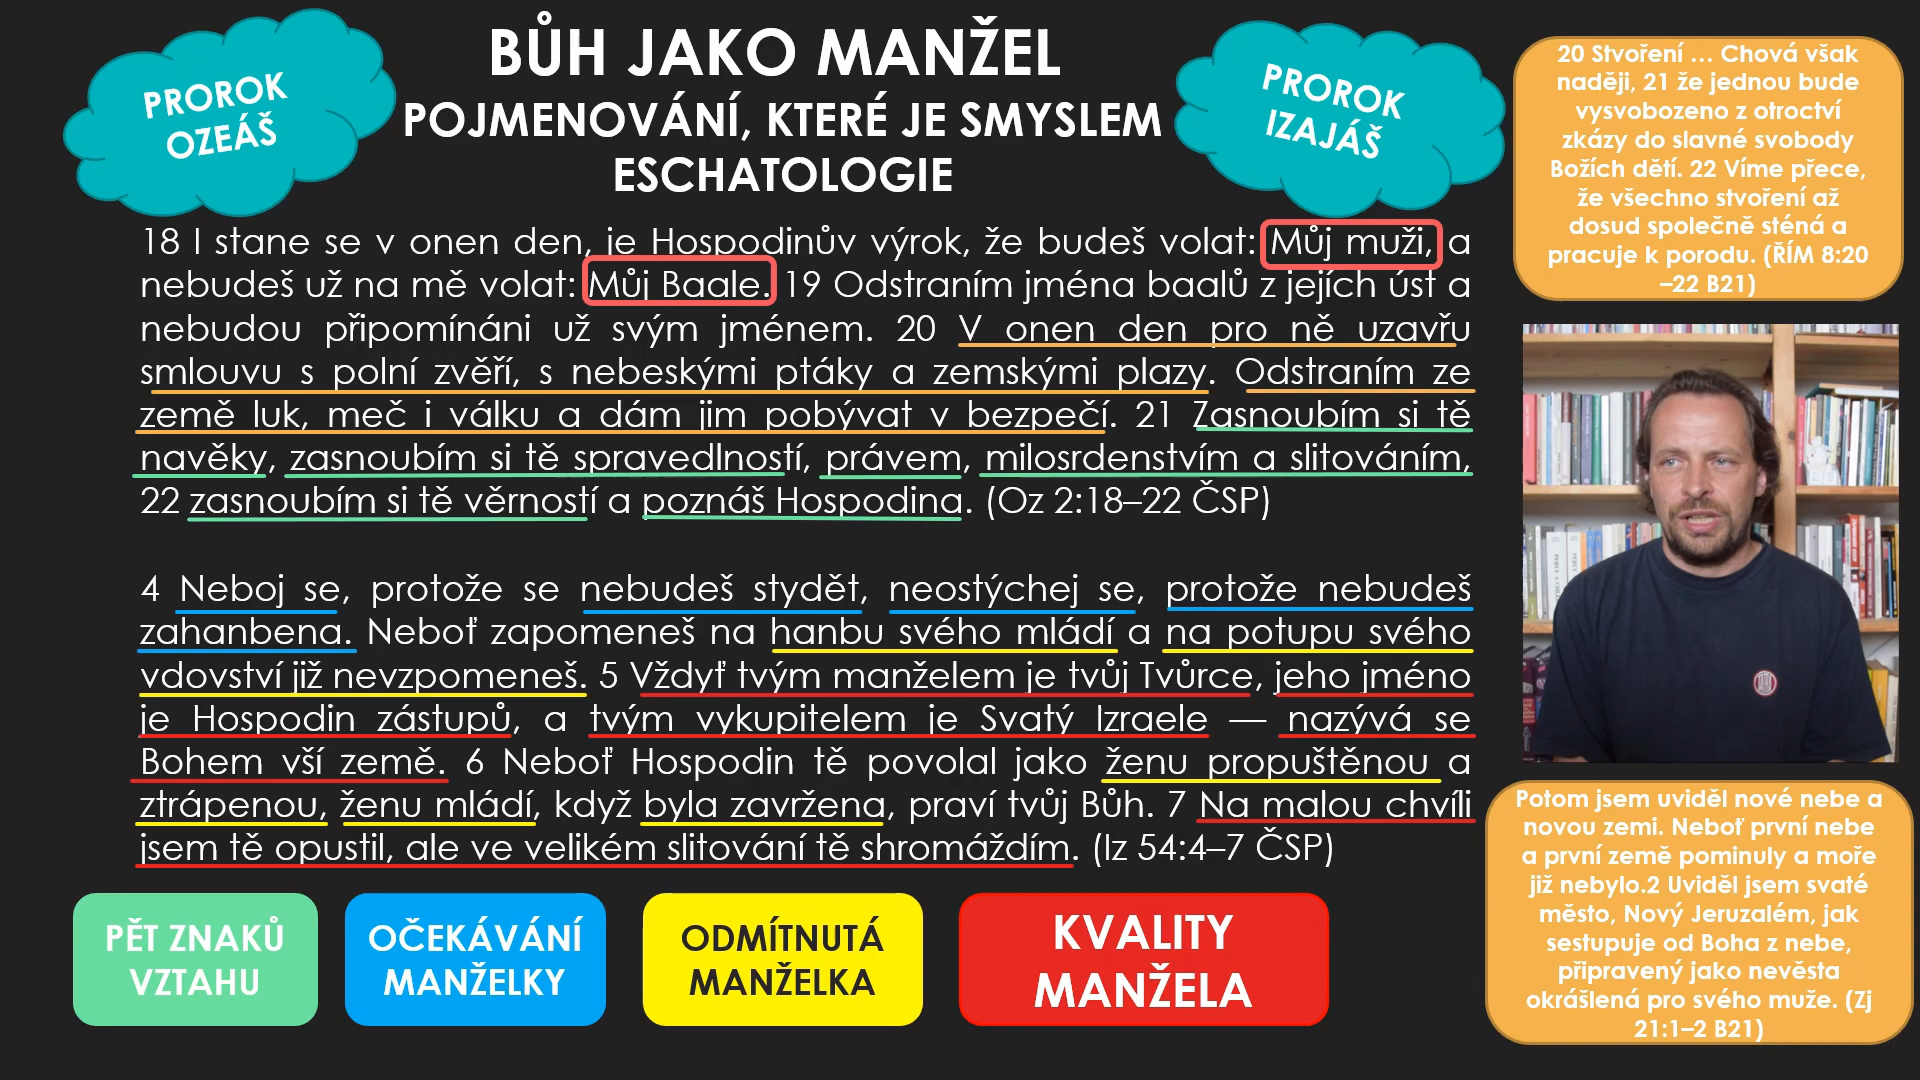 PROROK
OZEÁŠ
BŮH JAKO MANŽEL
POJMENOVÁNÍ, KTERÉ JE SMYSLEM
ESCHATOLOGIE
PROROK
IZAJÁŠ
18 I stane se v onen den, je Hospodinův výrok, že budeš volat: Můj muži, a
nebudeš už na mě volat: Můj Baale. 19 Odstraním jména baalů z jejích úst a
nebudou připomínáni už svým jménem. 20 V onen den pro ně uzavřu
smlouvu s polní zvěří, s nebeskými ptáky a zemskými plazy. Odstraním ze
země luk, meč i válku a dám jim pobývat v bezpečí. 21 Zasnoubím si tě
navěky, zasnoubím si tě spravedlností, právem, milosrdenstvím a slitováním,
22 zasnoubím si tě věrností a poznáš Hospodina. (Oz 2:18–22 ČSP)
4 Neboj se, protože se nebudeš stydět, neostýchej se, protože nebudeš
zahanbena. Neboť zapomeneš na hanbu svého mládí a na potupu svého
vdovství již nevzpomeneš. 5 Vždyť tvým manželem je tvůj Tvůrce, jeho jméno
je Hospodin zástupů, a tvým vykupitelem je Svatý Izraele — nazývá se
Bohem vší země. 6 Neboť Hospodin tě povolal jako ženu propuštěnou a
ztrápenou, ženu mládí, když byla zavržena, praví tvůj Bůh. 7 Na malou chvíli
jsem tě opustil, ale ve velikém slitování tě shromáždím. (Iz 54:4–7 ČSP)
PĚT ZNAKŮ
VZTAHU
OČEKÁVÁNÍ
MANŽELKY
ODMÍTNUTÁ
MANŽELKA
KVALITY
MANŽELA
20 Stvoření … Chová však
naději, 21 že jednou bude
vysvobozeno z otroctví
zkázy do slavné svobody
Božích dětí. 22 Víme přece,
že všechno stvoření až
dosud společně sténá a
pracuje k porodu. (ŘÍM 8:20
–22 B21)
Potom jsem uviděl nové nebe a
novou zemi. Neboť první nebe
a první země pominuly a moře
již nebylo.2 Uviděl jsem svaté
město, Nový Jeruzalém, jak
sestupuje od Boha z nebe,
připravený jako nevěsta
okrášlená pro svého muže. (Zj
21:1–2 B21)